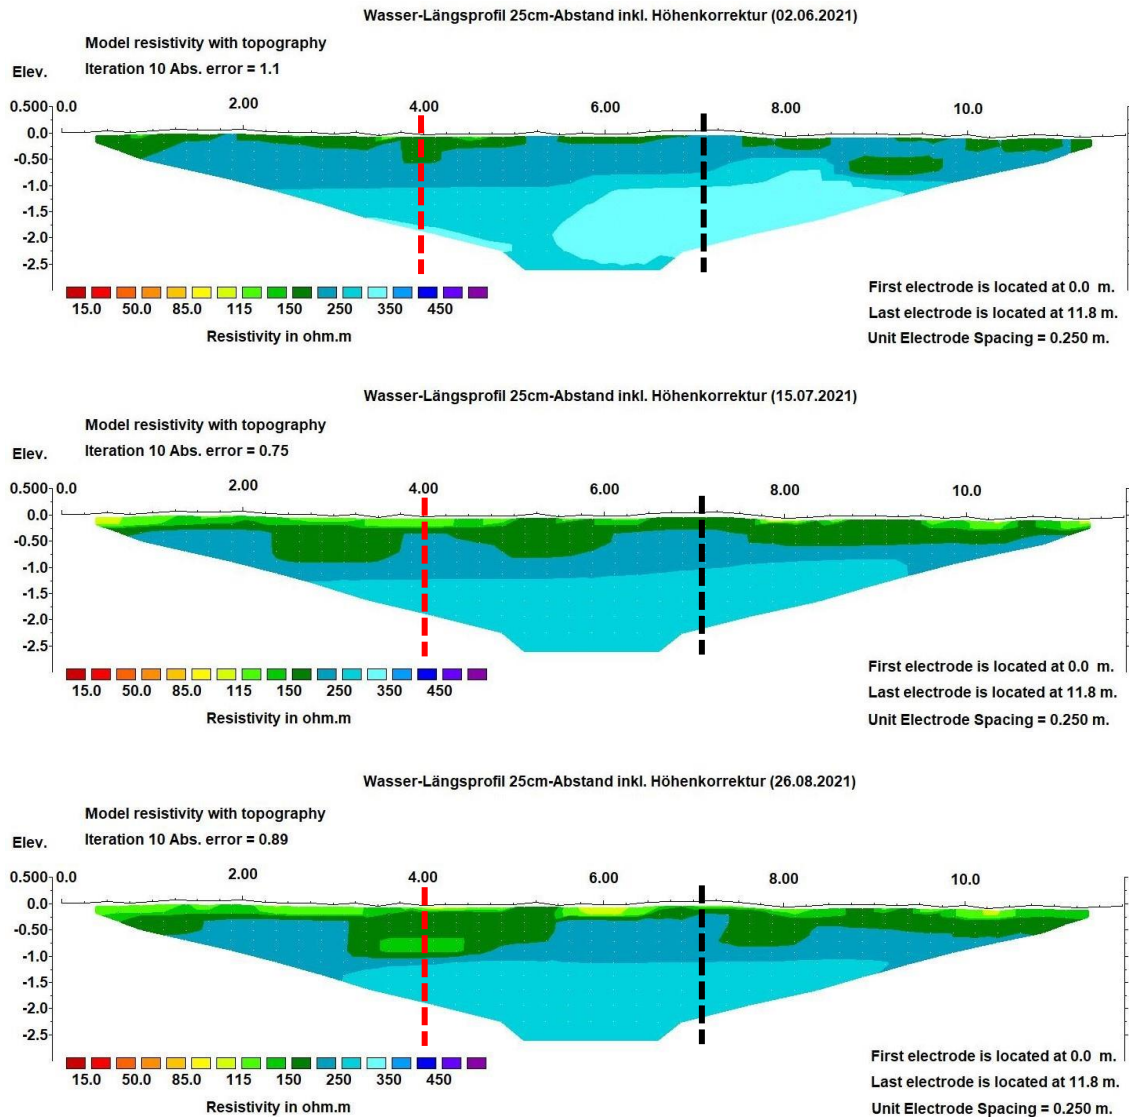 Wasser-Längsprofil 25cm-Abstand inkl. Höhenkorrektur (02.06.2021)
Model resistivity with topography
Elev. Iteration 10 Abs. error = 1.1
0.500 0.0 2.00 4.00 6.00 8.00 10.0
0.0
-0.5
-1.0
-1.5
-2.0
-2.5
15.0 50.0 85.0 115 150 250 350 450
Resistivity in ohm.m
First electrode is located at 0.0 m.
Last electrode is located at 11.8 m.
Unit Electrode Spacing = 0.250 m.
Wasser-Längsprofil 25cm-Abstand inkl. Höhenkorrektur (15.07.2021)
Model resistivity with topography
Elev. Iteration 10 Abs. error = 0.75
0.500 0.0 2.00 4.00 6.00 8.00 10.0
0.0
-0.5
-1.0
-1.5
-2.0
-2.5
15.0 50.0 85.0 115 150 250 350 450
Resistivity in ohm.m
First electrode is located at 0.0 m.
Last electrode is located at 11.8 m.
Unit Electrode Spacing = 0.250 m.
Wasser-Längsprofil 25cm-Abstand inkl. Höhenkorrektur (26.08.2021)
Model resistivity with topography
Elev. Iteration 10 Abs. error = 0.89
0.500 0.0 2.00 4.00 6.00 8.00 10.0
0.0
-0.5
-1.0
-1.5
-2.0
-2.5
15.0 50.0 85.0 115 150 250 350 450
Resistivity in ohm.m
First electrode is located at 0.0 m.
Last electrode is located at 11.8 m.
Unit Electrode Spacing = 0.250 m.